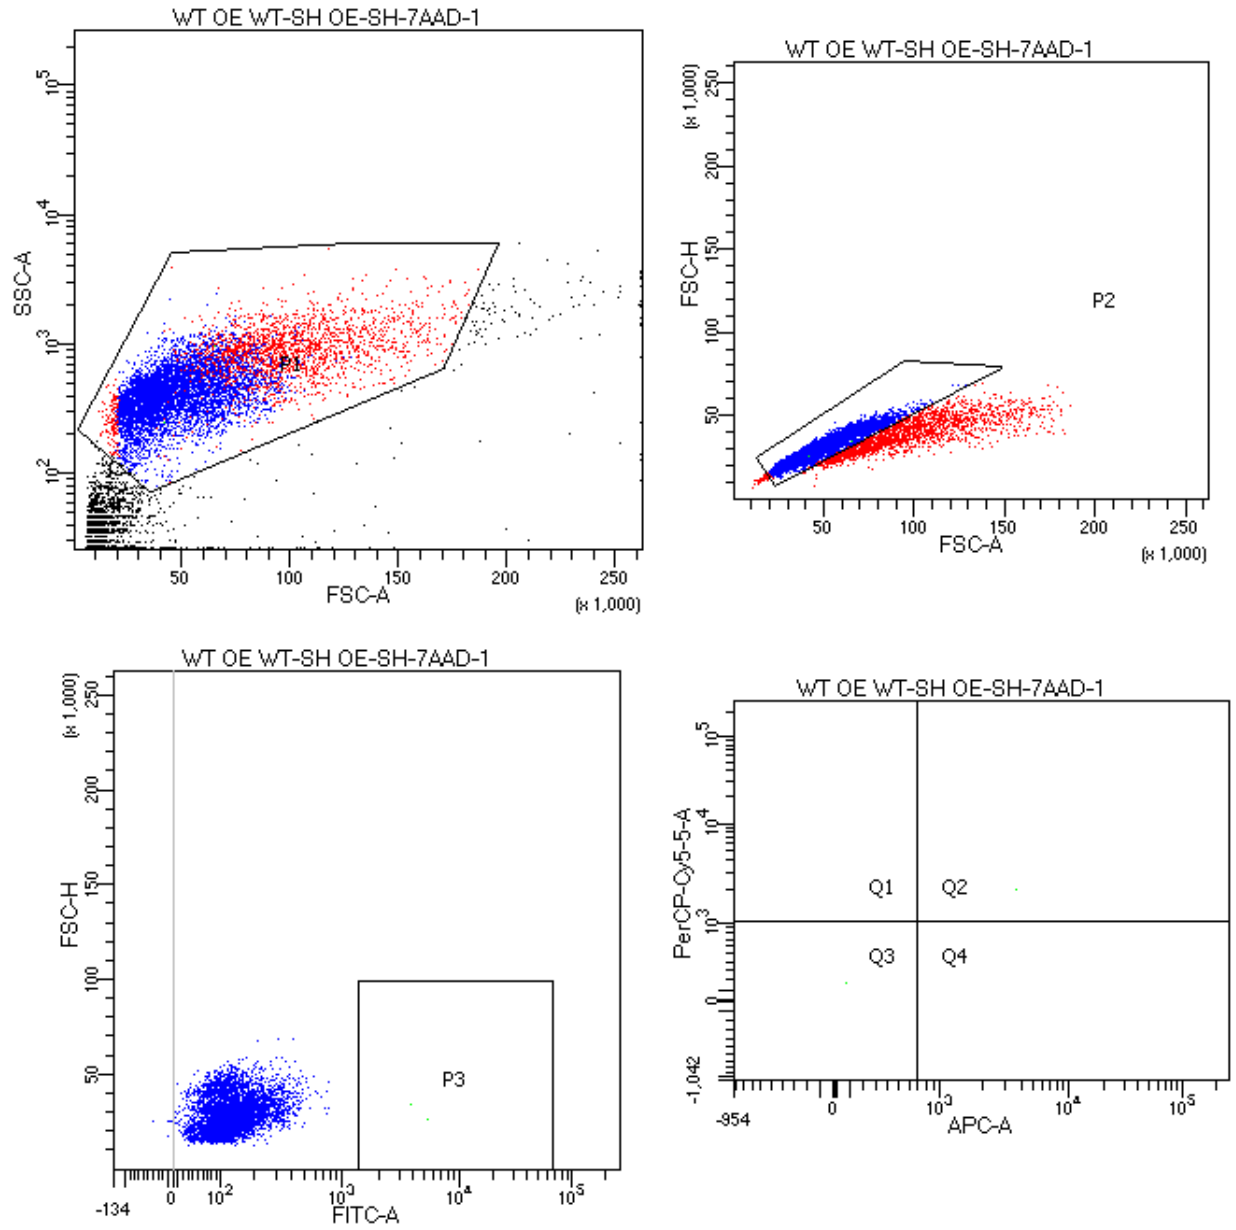 WT OE WT-SH OE-SH-7AAD-1
SSC-A
10^5
10^4
10^3
10^2
P1
50 100 150 200 250
FSC-A
(x 1,000)
WT OE WT-SH OE-SH-7AAD-1
(x 1,000)
FSC-H
250
200
150
100
50
P2
50 100 150 200 250
FSC-A
(x 1,000)
WT OE WT-SH OE-SH-7AAD-1
(x 1,000)
FSC-H
250
200
150
100
50
P3
-134 0 10^2 10^3 10^4 10^5
FITC-A
WT OE WT-SH OE-SH-7AAD-1
PerCP-Cy5-5-A
10^5
10^4
10^3
0
-1,042
Q1 Q2
Q3 Q4
-954 0 10^3 10^4 10^5
APC-A